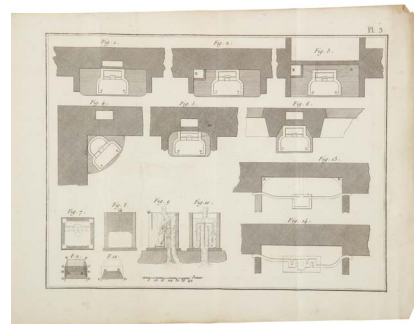 Pl. 3
Fig. 1.
Fig. 2.
Fig. 3.
Fig. 4.
Fig. 5.
Fig. 6.
Fig. 13.
Fig. 7.
Fig. 8.
Fig. 9
Fig. 10.
Fig. 14.